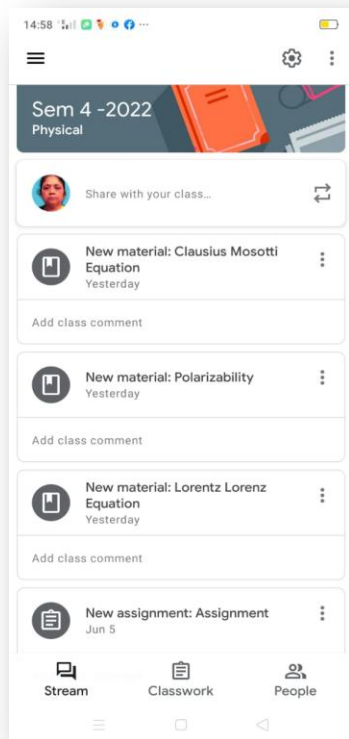 14:58
Sem 4 -2022
Physical
Share with your class...
New material: Clausius Mosotti
Equation
Yesterday
Add class comment
New material: Polarizability
Yesterday
Add class comment
New material: Lorentz Lorenz
Equation
Yesterday
Add class comment
New assignment: Assignment
Jun 5
Stream Classwork People